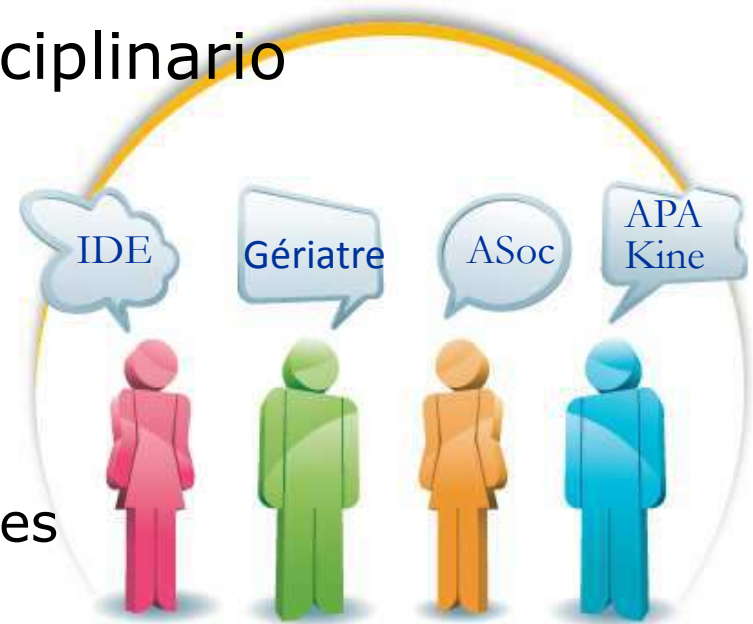 ciplinario
IDE
Gériatre
ASoc
APA
Kine
es